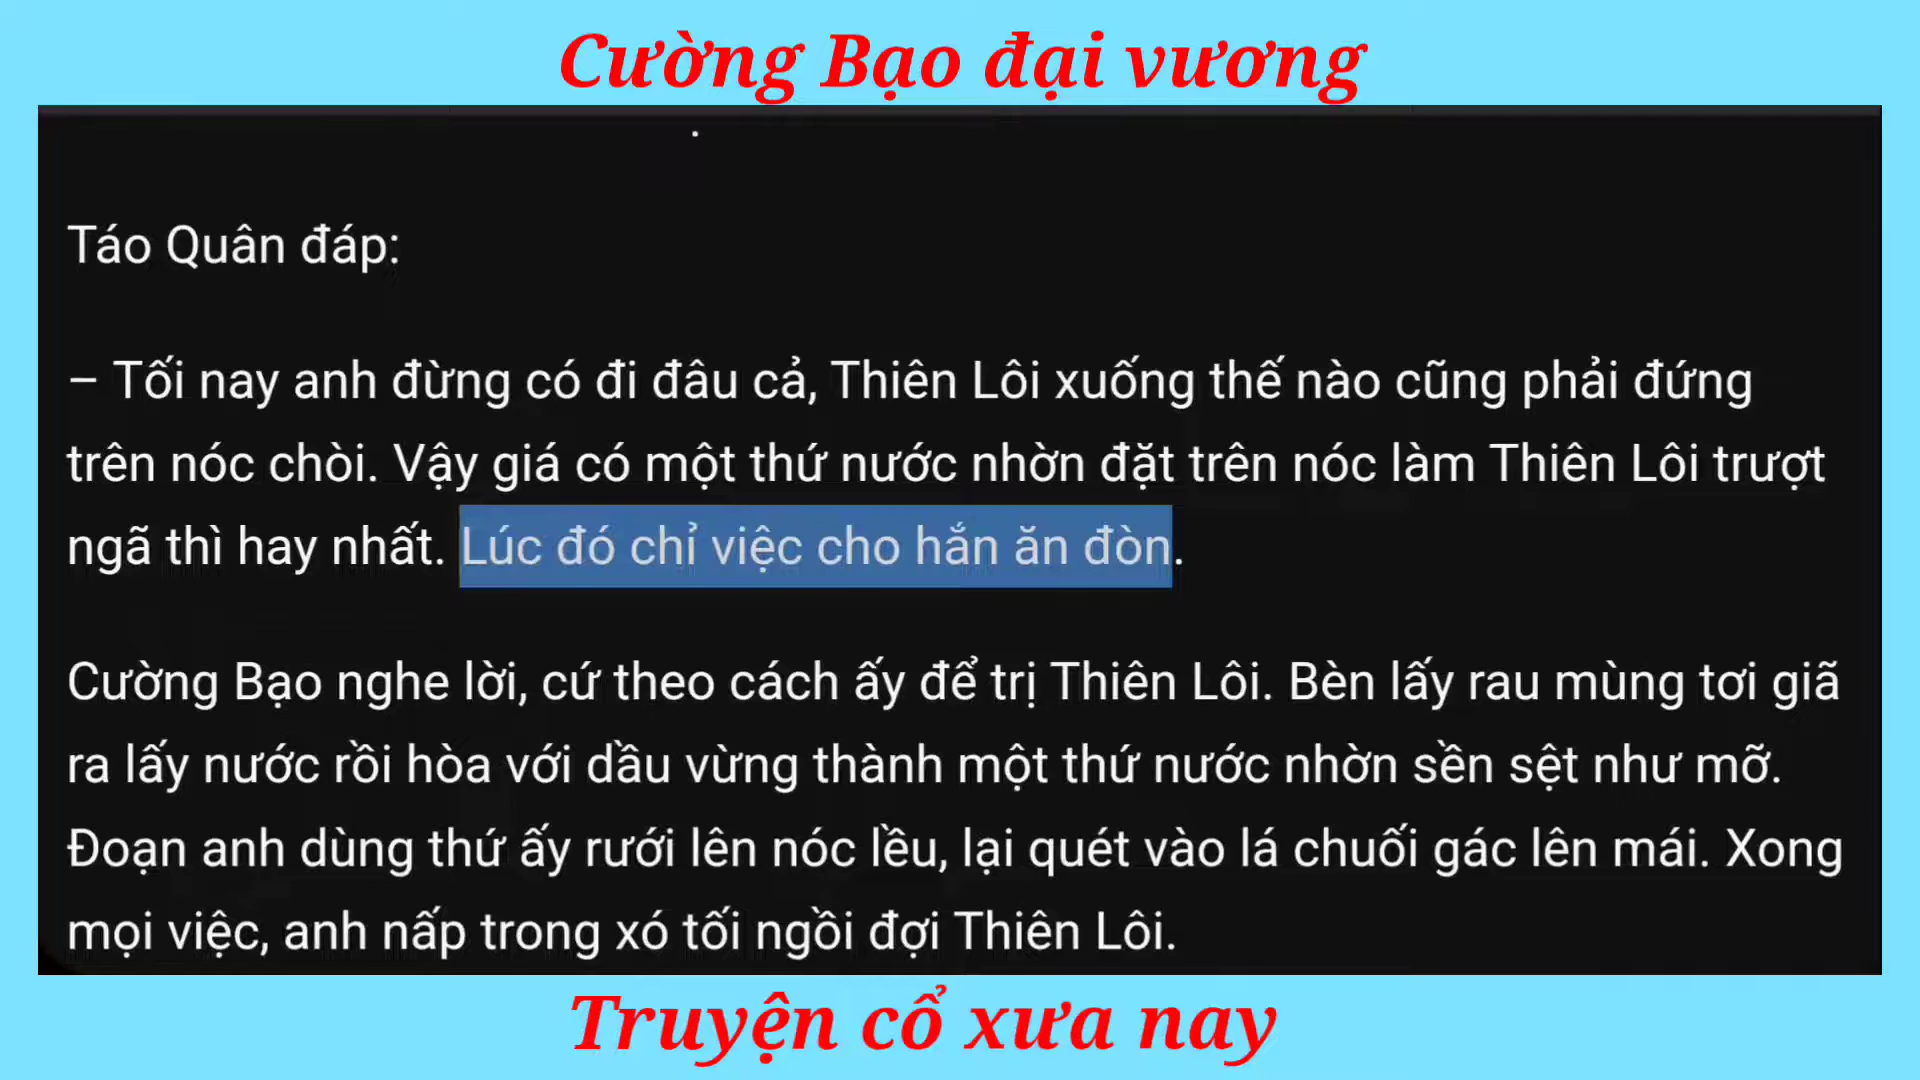 Cường Bạo đại vương
Táo Quân đáp:
– Tối nay anh đừng có đi đâu cả, Thiên Lôi xuống thế nào cũng phải đứng
trên nóc chòi. Vậy giá có một thứ nước nhờn đặt trên nóc làm Thiên Lôi trượt
ngã thì hay nhất. Lúc đó chỉ việc cho hắn ăn đòn.
Cường Bạo nghe lời, cứ theo cách ấy để trị Thiên Lôi. Bèn lấy rau mùng tơi giã
ra lấy nước rồi hòa với dầu vừng thành một thứ nước nhờn sền sệt như mỡ.
Đoạn anh dùng thứ ấy rưới lên nóc lều, lại quét vào lá chuối gác lên mái. Xong
mọi việc, anh nấp trong xó tối ngồi đợi Thiên Lôi.
Truyện cổ xưa nay